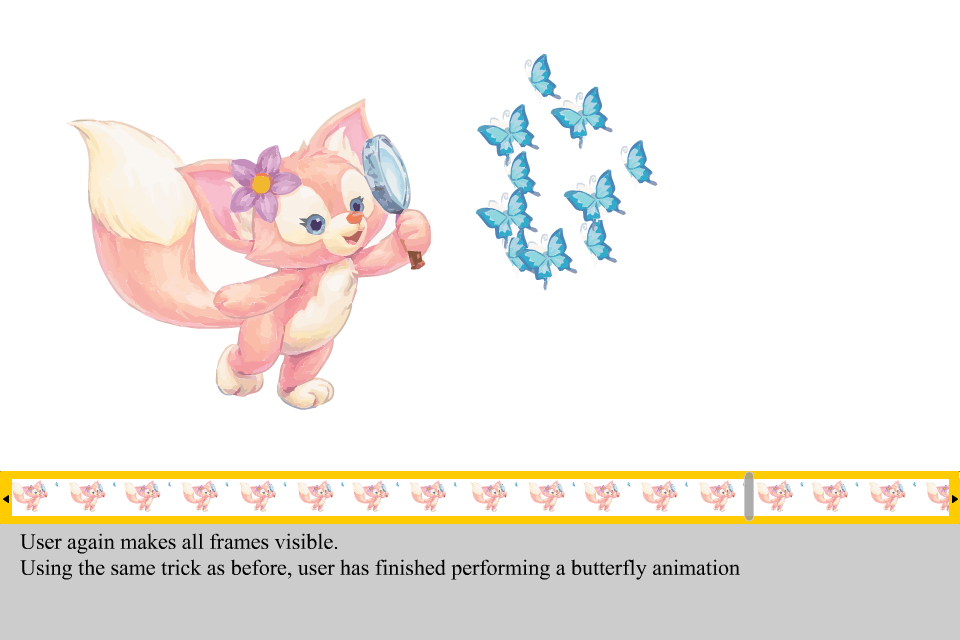 User again makes all frames visible.
Using the same trick as before, user has finished performing a butterfly animation